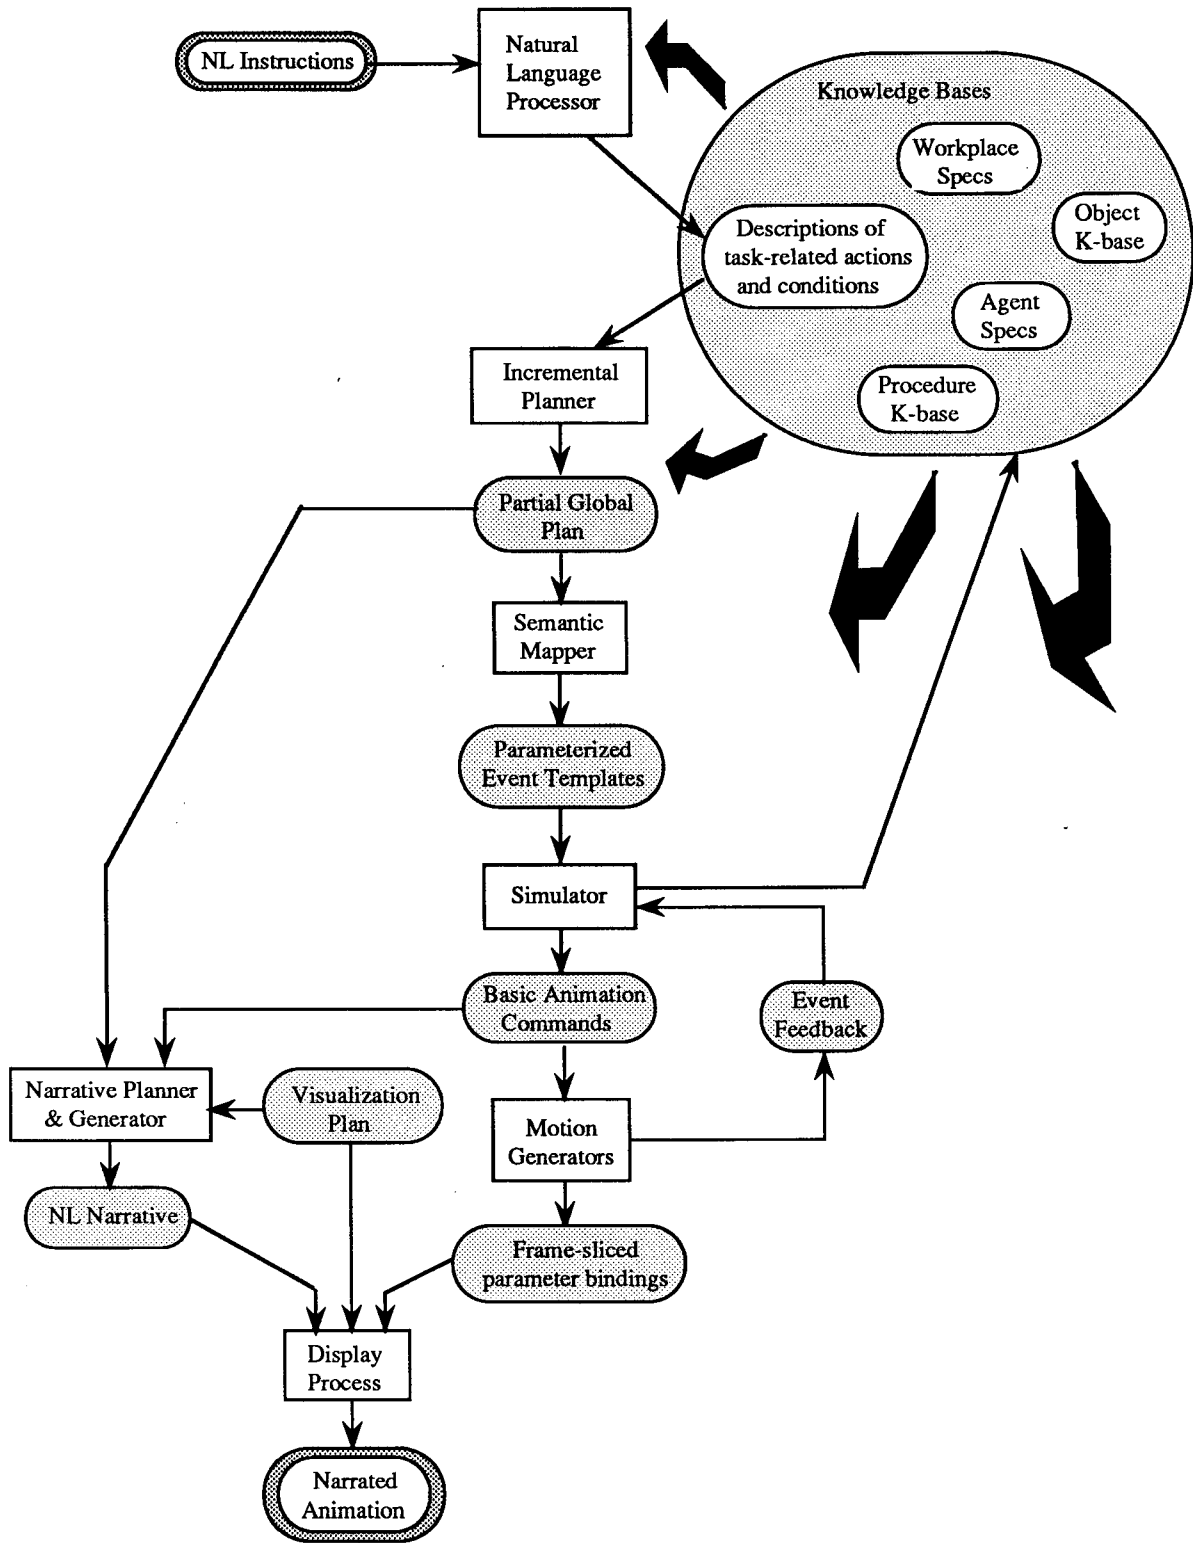 NL Instructions
Natural
Language
Processor
Knowledge Bases
Workplace
Specs
Object
K-base
Descriptions of
task-related actions
and conditions
Agent
Specs
Incremental
Planner
Procedure
K-base
Partial Global
Plan
Semantic
Mapper
Parameterized
Event Templates
Simulator
Basic Animation
Commands
Event
Feedback
Narrative Planner
& Generator
Visualization
Plan
Motion
Generators
NL Narrative
Frame-sliced
parameter bindings
Display
Process
Narrated
Animation